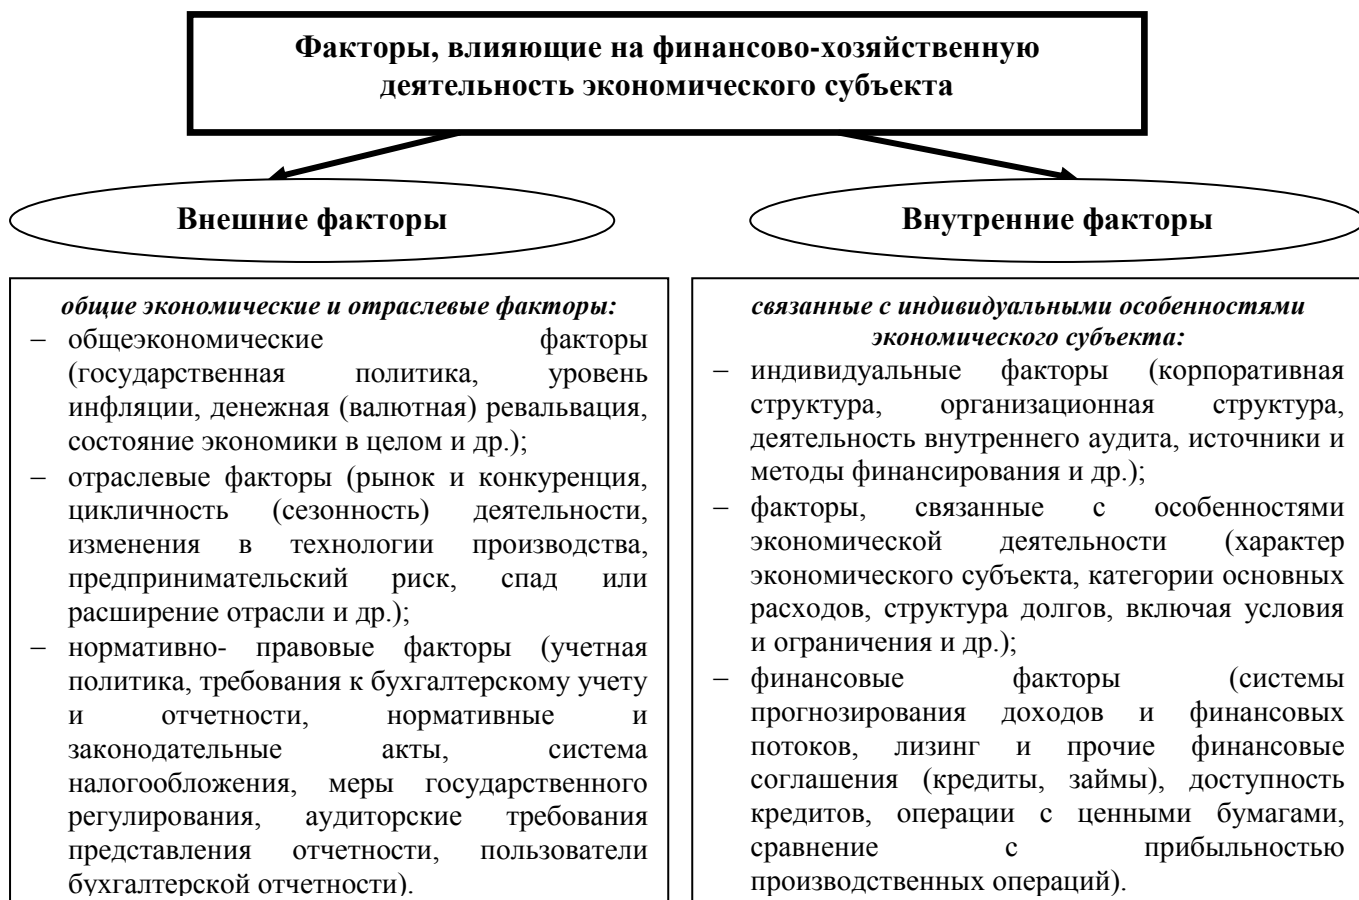 Факторы, влияющие на финансово-хозяйственную
деятельность экономического субъекта
Внешние факторы
Внутренние факторы
общие экономические и отраслевые факторы:
− общеэкономические факторы
(государственная политика, уровень
инфляции, денежная (валютная) ревальвация,
состояние экономики в целом и др.);
− отраслевые факторы (рынок и конкуренция,
цикличность (сезонность) деятельности,
изменения в технологии производства,
предпринимательский риск, спад или
расширение отрасли и др.);
− нормативно- правовые факторы (учетная
политика, требования к бухгалтерскому учету
и отчетности, нормативные и
законодательные акты, система
налогообложения, меры государственного
регулирования, аудиторские требования
представления отчетности, пользователи
бухгалтерской отчетности).
связанные с индивидуальными особенностями
экономического субъекта:
− индивидуальные факторы (корпоративная
структура, организационная структура,
деятельность внутреннего аудита, источники и
методы финансирования и др.);
− факторы, связанные с особенностями
экономической деятельности (характер
экономического субъекта, категории основных
расходов, структура долгов, включая условия
и ограничения и др.);
− финансовые факторы (системы
прогнозирования доходов и финансовых
потоков, лизинг и прочие финансовые
соглашения (кредиты, займы), доступность
кредитов, операции с ценными бумагами,
сравнение с прибыльностью
производственных операций).